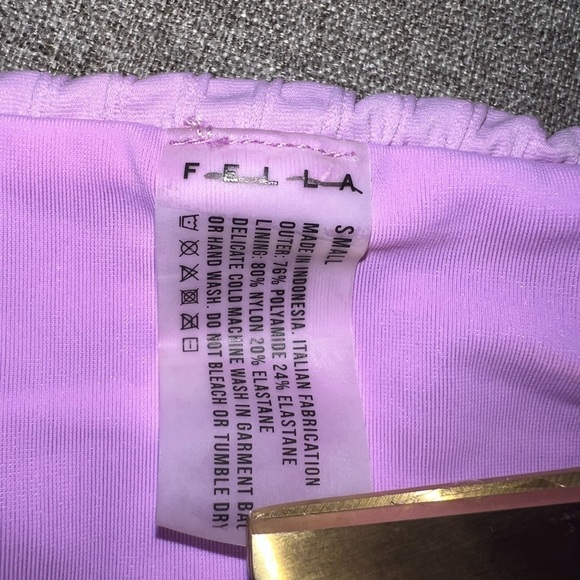 FELLA
SMALL
MADE IN INDONESIA. ITALIAN FABRICATION
OUTER: 76% POLYAMIDE 24% ELASTANE
LINING: 80% NYLON 20% ELASTANE
DELICATE COLD MACHINE WASH IN GARMENT BAG
OR HAND WASH. DO NOT BLEACH OR TUMBLE DRY